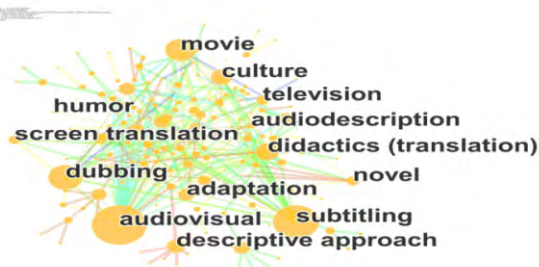 movie
culture
television
humor
audiodescription
screen translation
didactics (translation)
dubbing
novel
adaptation
audiovisual
subtitling
descriptive approach